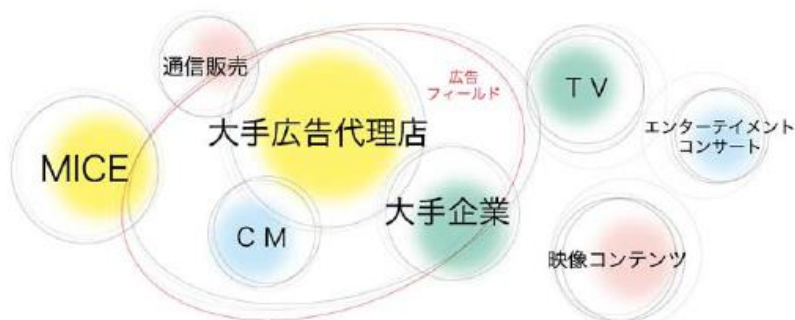 通信販売
広告
フィールド
TV
大手広告代理店
エンターテイメント
コンサート
MICE
大手企業
CM
映像コンテンツ